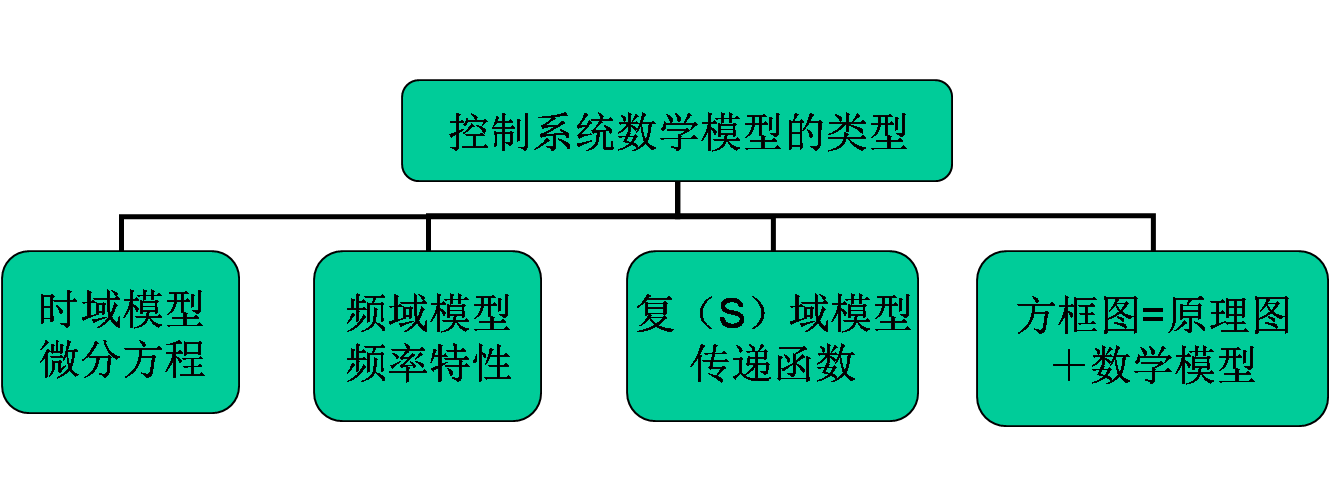 控制系统数学模型的类型
时域模型
微分方程
频域模型
频率特性
复（S）域模型
传递函数
方框图=原理图
＋数学模型